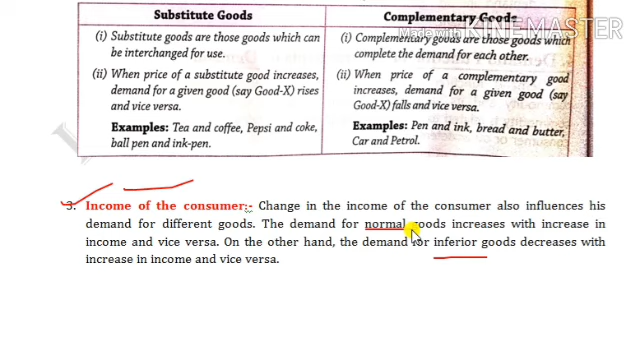 Made with KINEMASTER
Substitute Goods
Complementary Goods
(i) Substitute goods are those goods which can
be interchanged for use.
(i) Complementary goods are those goods which
complete the demand for each other.
(ii) When price of a substitute good increases,
demand for a given good (say Good-X) rises
and vice versa.
(ii) When price of a complementary good
increases, demand for a given good (say
Good-X) falls and vice versa.
Examples: Tea and coffee, Pepsi and coke,
ball pen and ink-pen.
Examples: Pen and ink, bread and butter,
Car and Petrol.
3. Income of the consumer:- Change in the income of the consumer also influences his
demand for different goods. The demand for normal goods increases with increase in
income and vice versa. On the other hand, the demand for inferior goods decreases with
increase in income and vice versa.